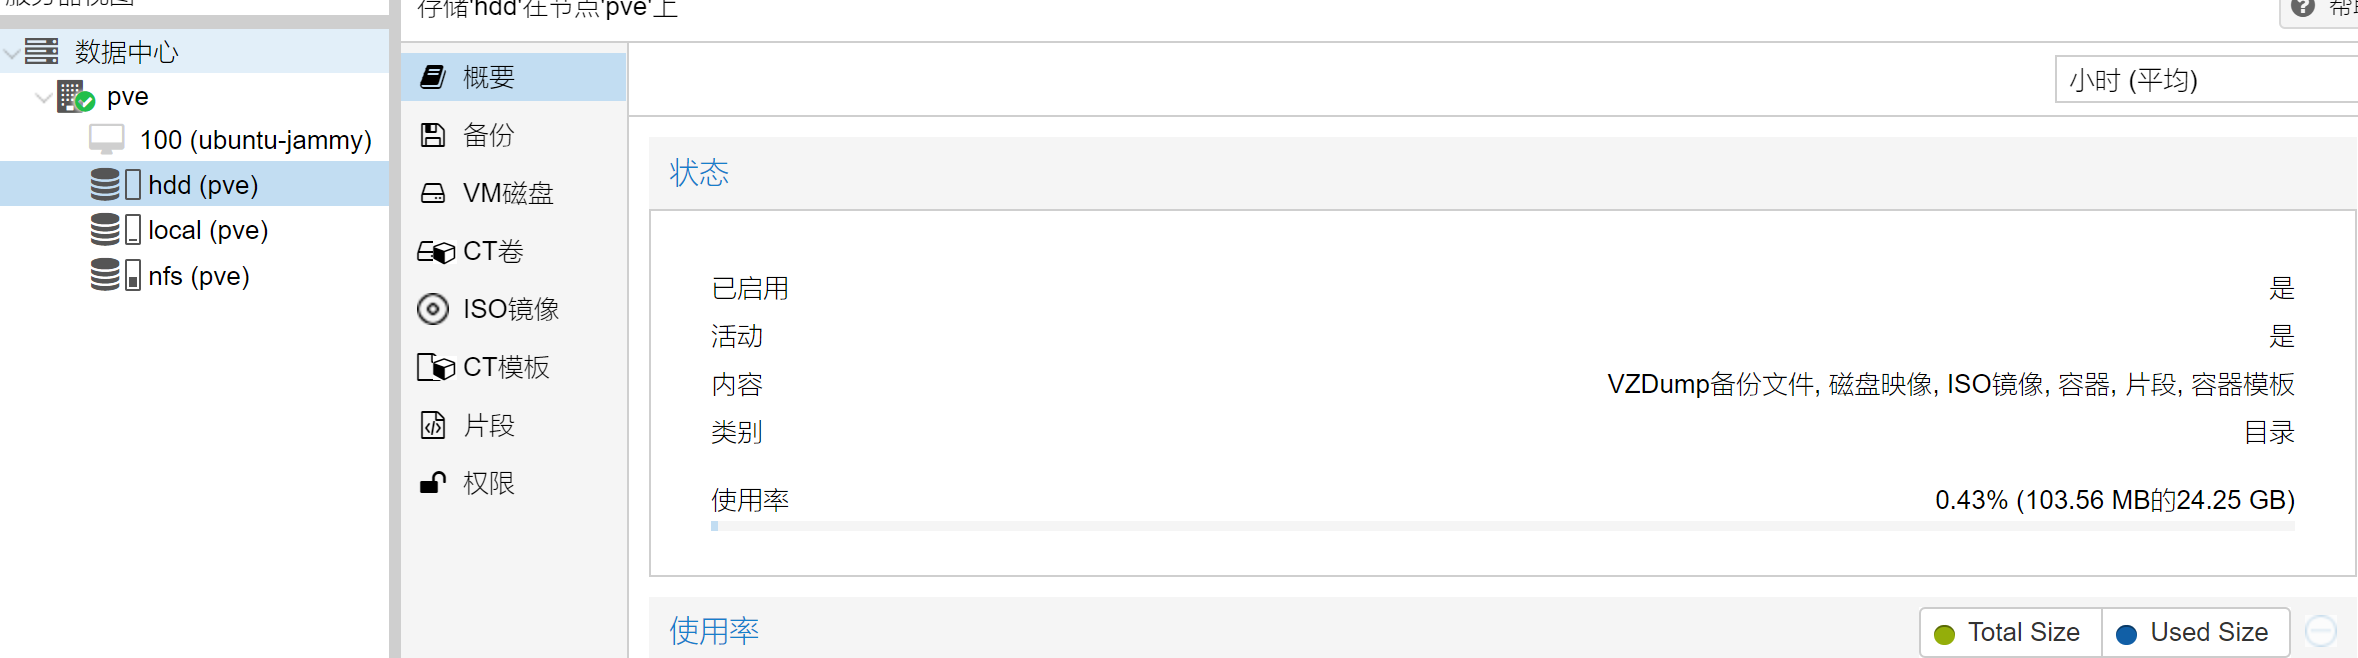 服务器视图
数据中心
pve
100 (ubuntu-jammy)
hdd (pve)
local (pve)
nfs (pve)
存储'hdd'在节点'pve'上
概要
备份
VM磁盘
CT卷
ISO镜像
CT模板
片段
权限
小时 (平均)
状态
已启用 是
活动 是
内容 VZDump备份文件, 磁盘映像, ISO镜像, 容器, 片段, 容器模板
类别 目录
使用率 0.43% (103.56 MB的24.25 GB)
使用率
Total Size
Used Size